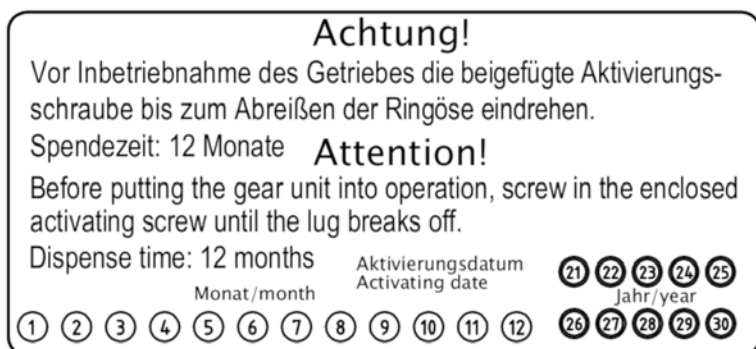 Achtung!
Vor Inbetriebnahme des Getriebes die beigefügte Aktivierungs-
schraube bis zum Abreißen der Ringöse eindrehen.
Spendezeit: 12 Monate Attention!
Before putting the gear unit into operation, screw in the enclosed
activating screw until the lug breaks off.
Dispense time: 12 months
Aktivierungsdatum
Activating date
Monat/month
1 2 3 4 5 6 7 8 9 10 11 12
21 22 23 24 25
Jahr/year
26 27 28 29 30